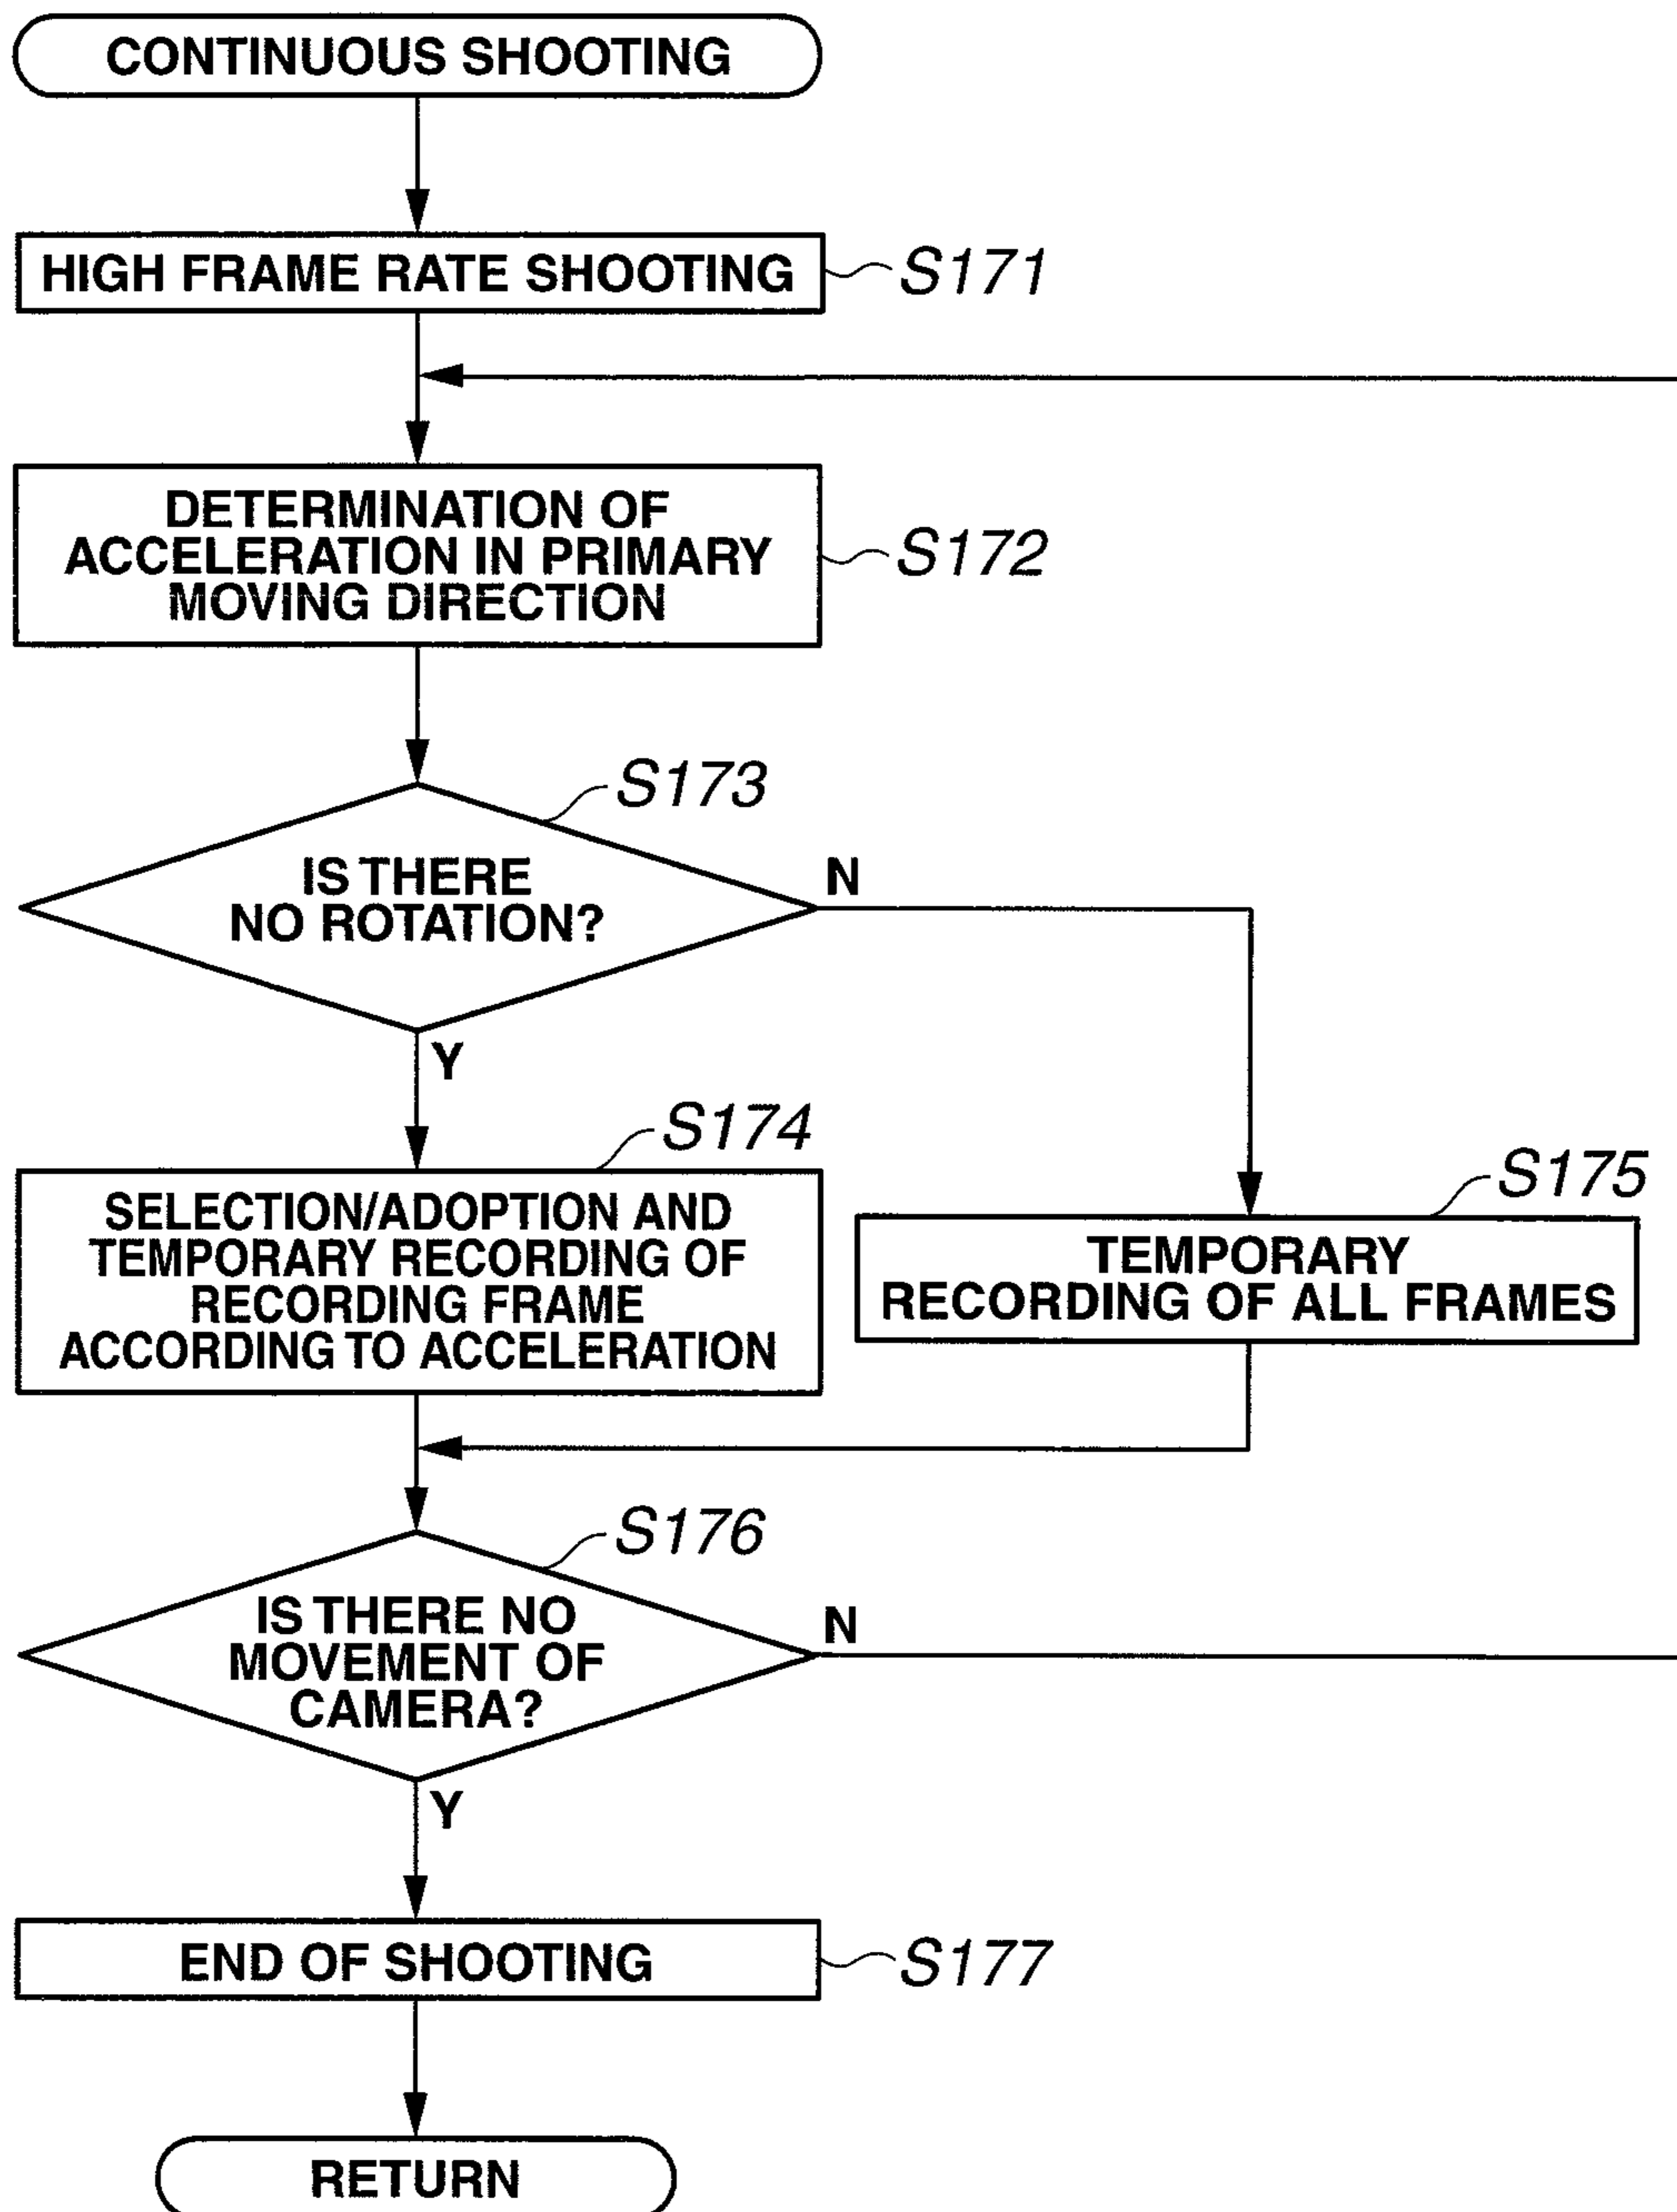 CONTINUOUS SHOOTING
HIGH FRAME RATE SHOOTING
S171
DETERMINATION OF
ACCELERATION IN PRIMARY
MOVING DIRECTION
S172
S173
IS THERE
NO ROTATION?
N
Y
S174
SELECTION/ADOPTION AND
TEMPORARY RECORDING OF
RECORDING FRAME
ACCORDING TO ACCELERATION
S175
TEMPORARY
RECORDING OF ALL FRAMES
S176
IS THERE NO
MOVEMENT OF
CAMERA?
N
Y
END OF SHOOTING
S177
RETURN